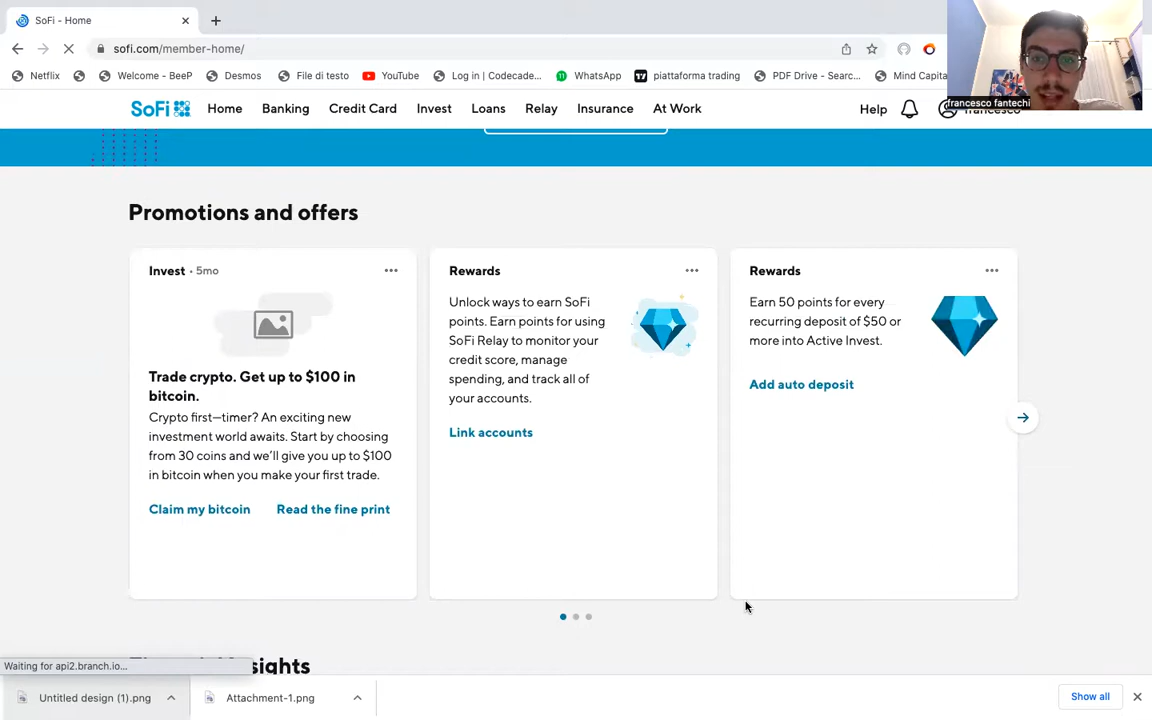 SoFi - Home
sofi.com/member-home/
Netflix
Welcome - BeeP
Desmos
File di testo
YouTube
Log in | Codecade...
11
WhatsApp
piattaforma trading
PDF Drive - Searc...
Mind Capita
francesco fantechi
SoFi
Home
Banking
Credit Card
Invest
Loans
Relay
Insurance
At Work
Help
francesco
Promotions and offers
Invest • 5mo
Trade crypto. Get up to $100 in
bitcoin.
Crypto first—timer? An exciting new
investment world awaits. Start by choosing
from 30 coins and we'll give you up to $100
in bitcoin when you make your first trade.
Claim my bitcoin
Read the fine print
Rewards
Unlock ways to earn SoFi
points. Earn points for using
SoFi Relay to monitor your
credit score, manage
spending, and track all of
your accounts.
Link accounts
Rewards
Earn 50 points for every
recurring deposit of $50 or
more into Active Invest.
Add auto deposit
Waiting for api2.branch.io...
Untitled design (1).png
Attachment-1.png
Show all